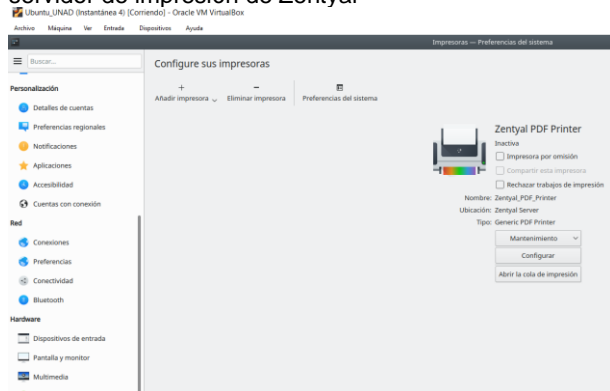 servidor de impresión de Zentyal
Ubuntu_UNAD (Instantánea 4) [Corriendo] - Oracle VM VirtualBox
Archivo Máquina Ver Entrada Dispositivos Ayuda
Impresoras — Preferencias del sistema
Buscar...
Configure sus impresoras
Añadir impresora
Eliminar impresora
Preferencias del sistema
Personalización
Detalles de cuentas
Preferencias regionales
Notificaciones
Aplicaciones
Accesibilidad
Cuentas con conexión
Red
Conexiones
Preferencias
Conectividad
Bluetooth
Hardware
Dispositivos de entrada
Pantalla y monitor
Multimedia
Zentyal PDF Printer
Inactiva
Impresora por omisión
Compartir esta impresora
Rechazar trabajos de impresión
Nombre: Zentyal_PDF_Printer
Ubicación: Zentyal Server
Tipo: Generic PDF Printer
Mantenimiento
Configurar
Abrir la cola de impresión